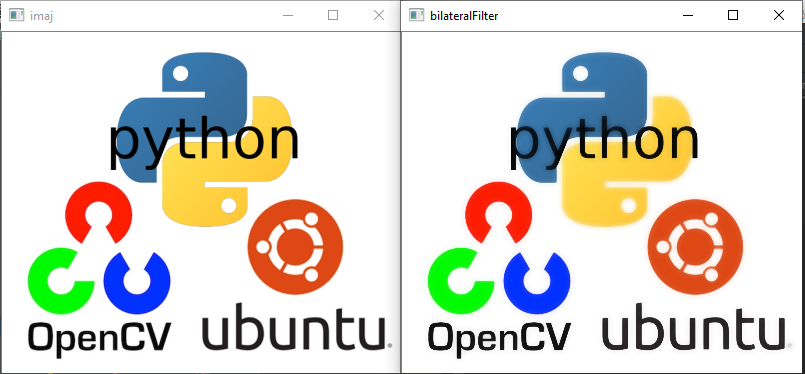 imaj
python
OpenCV
ubuntu
bilateralFilter
python
OpenCV
ubuntu